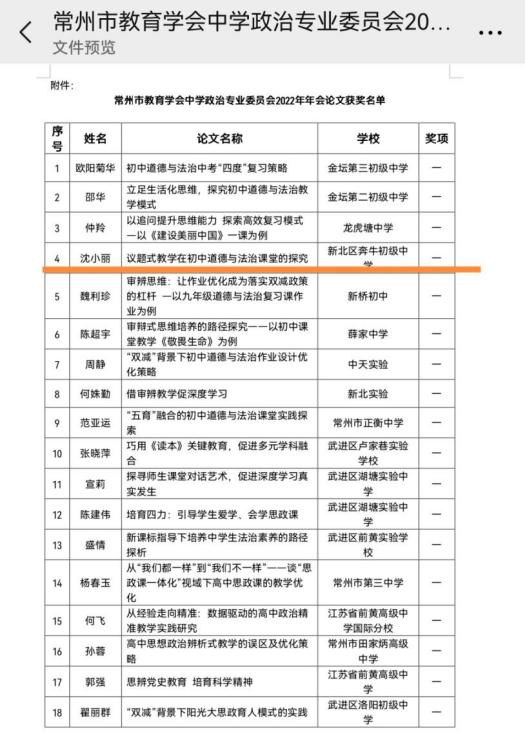 常州市教育学会中学政治专业委员会20...
文件预览
附件：
常州市教育学会中学政治专业委员会2022年年会论文获奖名单
序号 姓名 论文名称 学校 奖项
1 欧阳菊华 初中道德与法治中考“四度”复习策略 金坛第三初级中学 一
2 邵华 立足生活化思维，探究初中道德与法治教学模式 金坛第二初级中学 一
3 仲羚 以追问提升思维能力 探索高效复习模式—以《建设美丽中国》一课为例 龙虎塘中学 一
4 沈小丽 议题式教学在初中道德与法治课堂的探究 新北区奔牛初级中学 一
5 魏利珍 审辨思维：让作业优化成为落实双减政策的杠杆 一以九年级道德与法治复习课作业为例 新桥初中 一
6 陈超宇 审辩式思维培养的路径探究一一以初中课堂教学《敬畏生命》为例 薛家中学 一
7 周静 “双减”背景下初中道德与法治作业设计优化策略 中天实验 一
8 何姝勤 借审辨教学促深度学习 新北实验 一
9 范亚运 “五育”融合的初中道德与法治课堂实践探索 常州市正衡中学 一
10 张晓萍 巧用《读本》关键教育，促进多元学科融合 武进区卢家巷实验学校 一
11 宣莉 探寻师生课堂对话艺术，促进深度学习真实发生 武进区湖塘实验中学 一
12 陈建伟 培育四力：引导学生爱学、会学思政课 武进区湖塘实验中学 一
13 盛情 新课标指导下培养中学生法治素养的路径探析 武进区前黄实验学校 一
14 杨春玉 从“我们都一样”到“我们不一样”——谈“思政课一体化”视域下高中思政课的教学优化 常州市第三中学 一
15 何飞 从经验走向精准：数据驱动的高中政治精准教学实践研究 江苏省前黄高级中学国际分校 一
16 孙蓉 高中思想政治辨析式教学的误区及优化策略 常州市田家炳高级中学 一
17 郭强 思辨党史教育 培育科学精神 江苏省前黄高级中学 一
18 翟丽群 “双减”背景下阳光大思政育人模式的实践 武进区洛阳初级中学 一